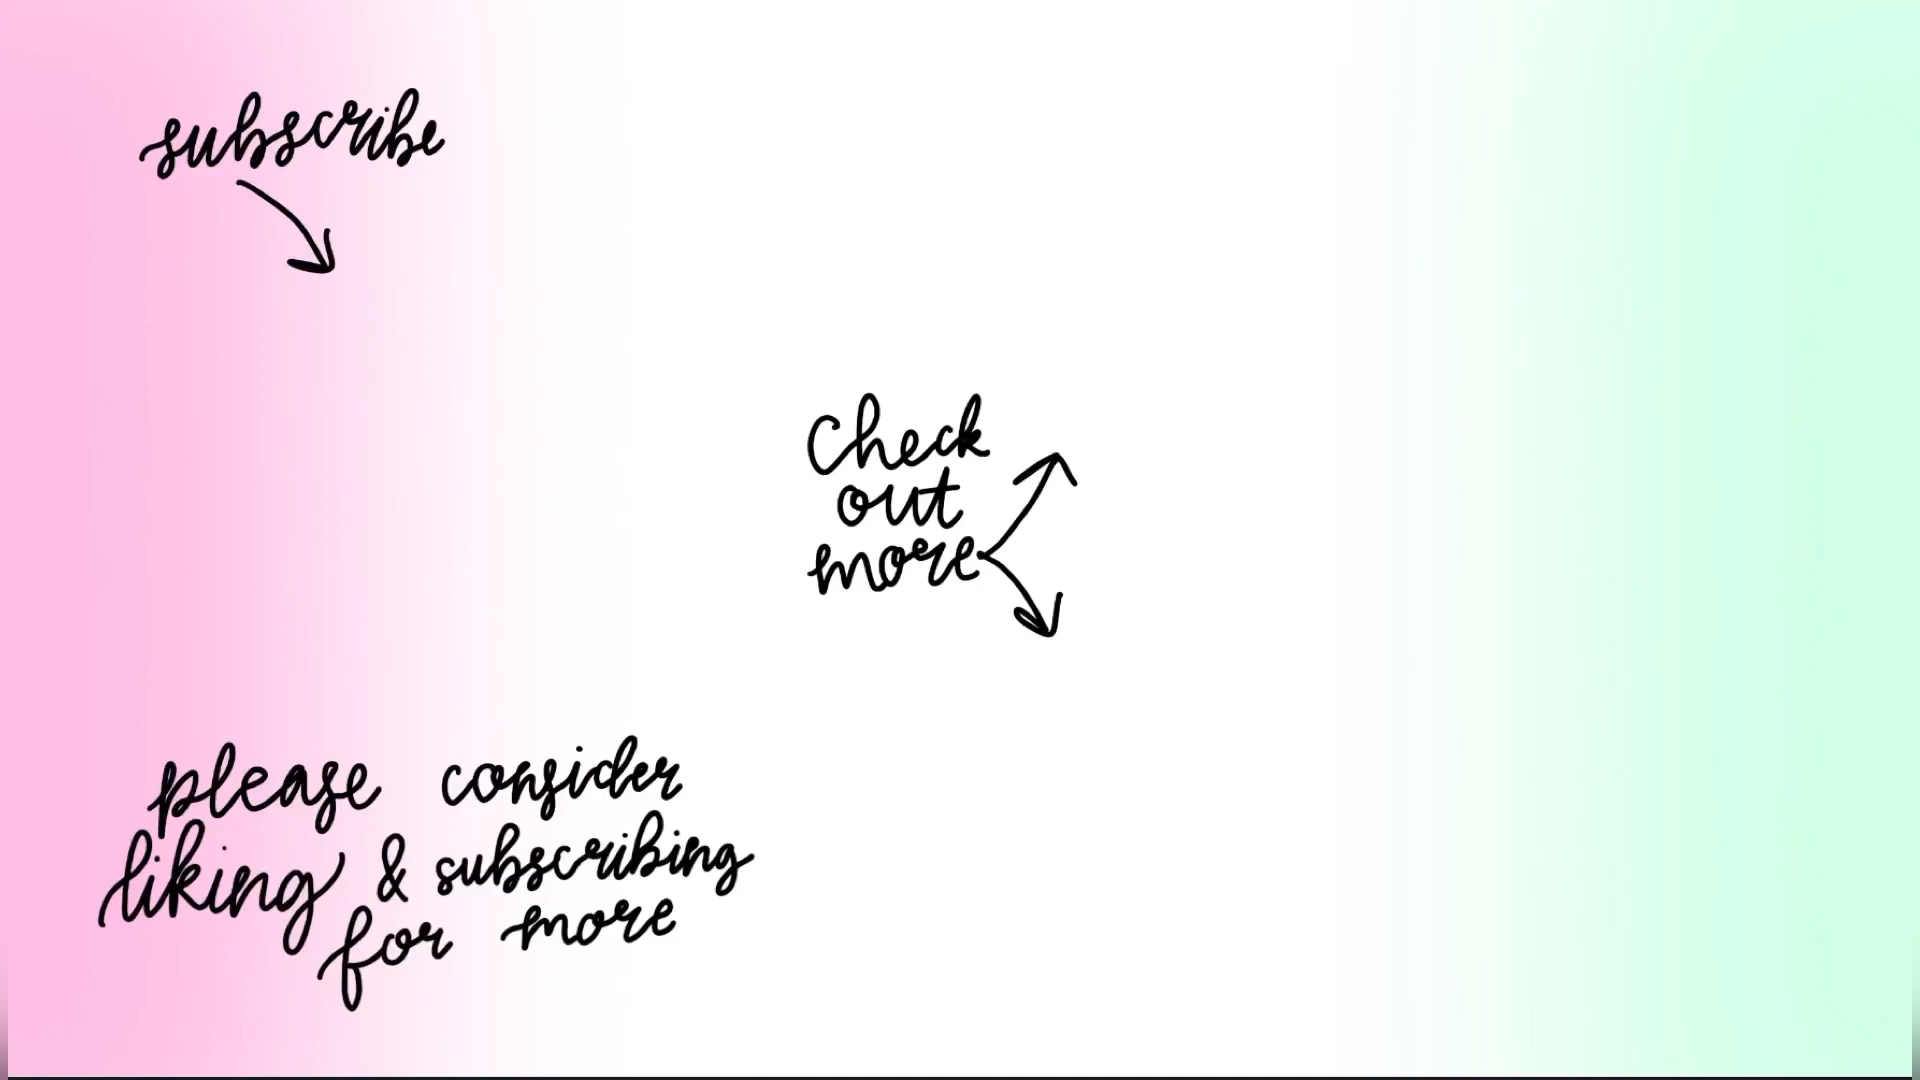 subscribe
Check
out
more
please consider
liking & subscribing
for more